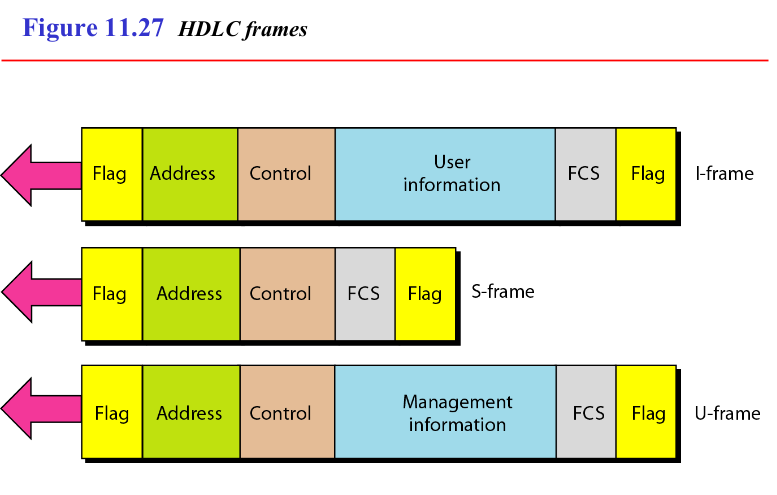 Figure 11.27 HDLC frames
Flag Address Control User information FCS Flag I-frame
Flag Address Control FCS Flag S-frame
Flag Address Control Management information FCS Flag U-frame